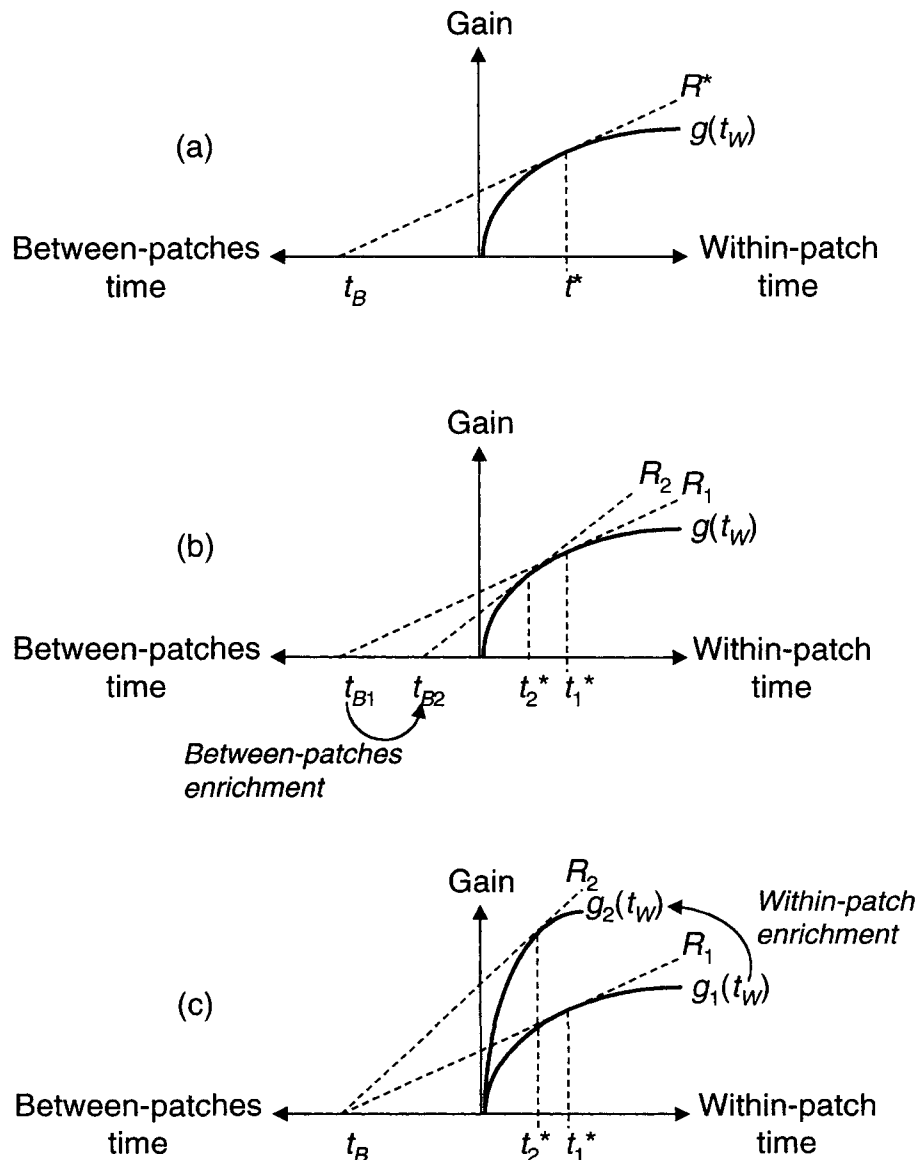 Gain
R*
g(t_W)
(a)
Between-patches
time
Within-patch
time
t_B
t*
Gain
R_2
R_1
g(t_W)
(b)
Between-patches
time
Within-patch
time
t_B1
t_B2
t_2*
t_1*
Between-patches
enrichment
Gain
R_2
g_2(t_W)
Within-patch
enrichment
R_1
g_1(t_W)
(c)
Between-patches
time
Within-patch
time
t_B
t_2*
t_1*